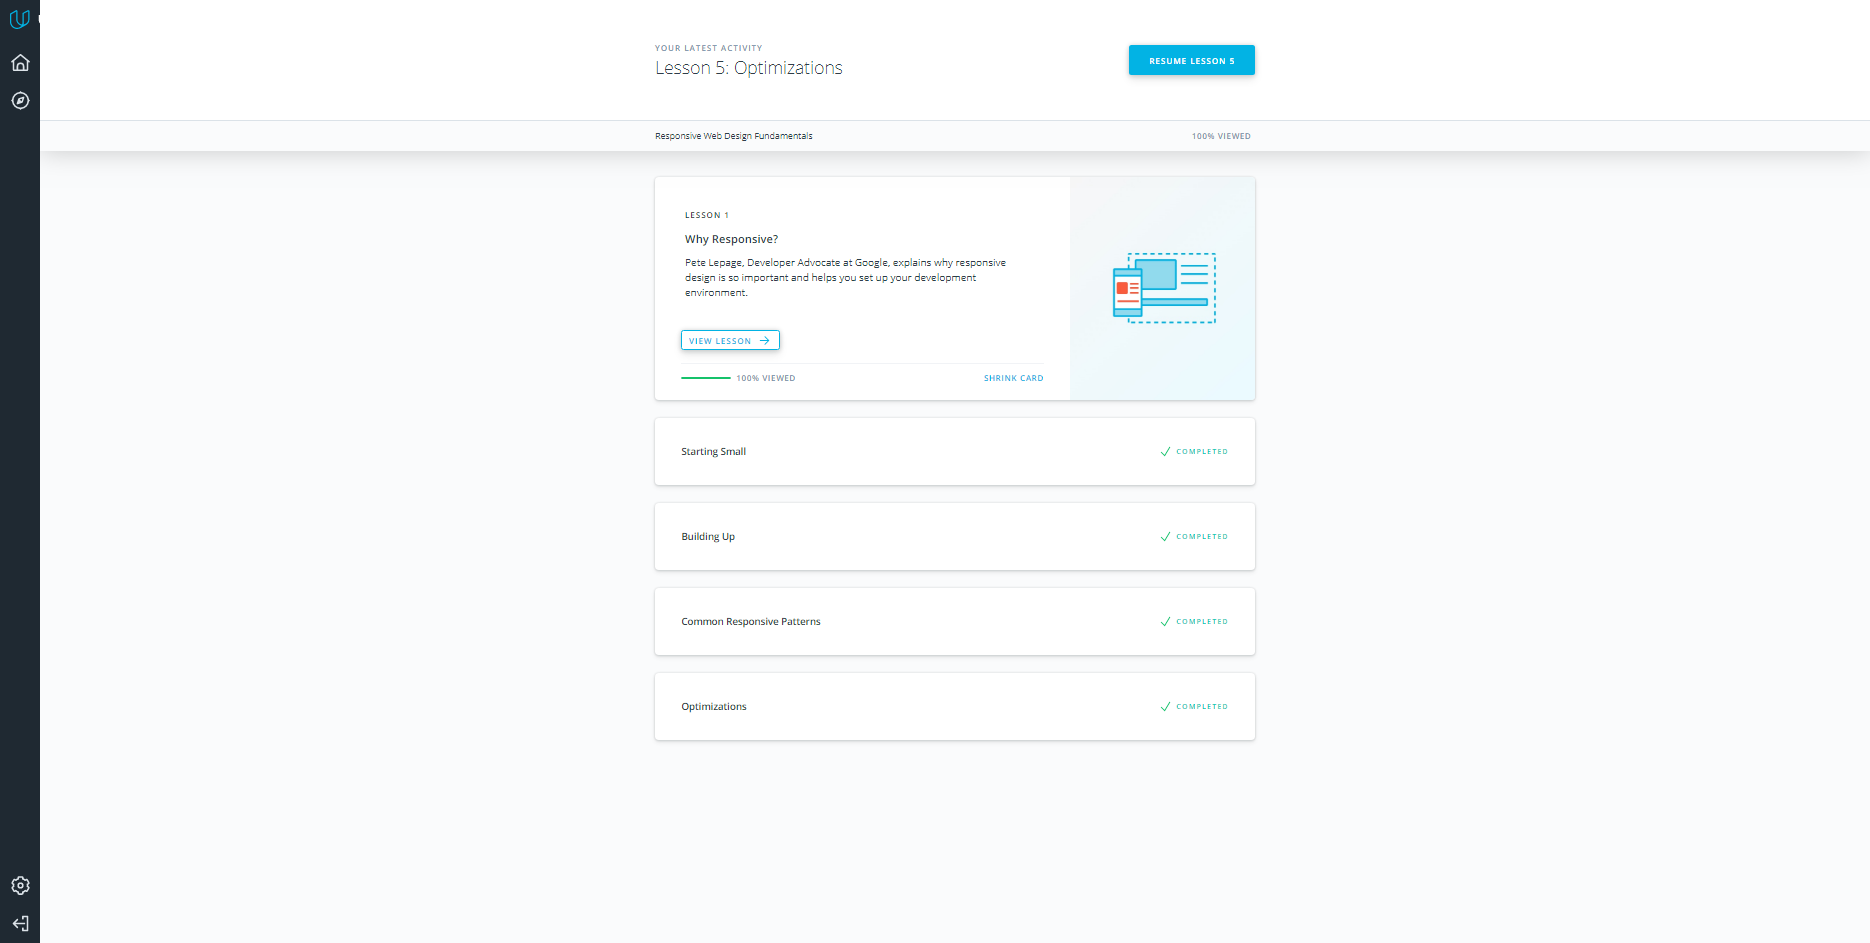 YOUR LATEST ACTIVITY
Lesson 5: Optimizations
RESUME LESSON 5
Responsive Web Design Fundamentals
100% VIEWED
LESSON 1
Why Responsive?
Pete Lepage, Developer Advocate at Google, explains why responsive
design is so important and helps you set up your development
environment.
VIEW LESSON
100% VIEWED
SHRINK CARD
Starting Small
COMPLETED
Building Up
COMPLETED
Common Responsive Patterns
COMPLETED
Optimizations
COMPLETED